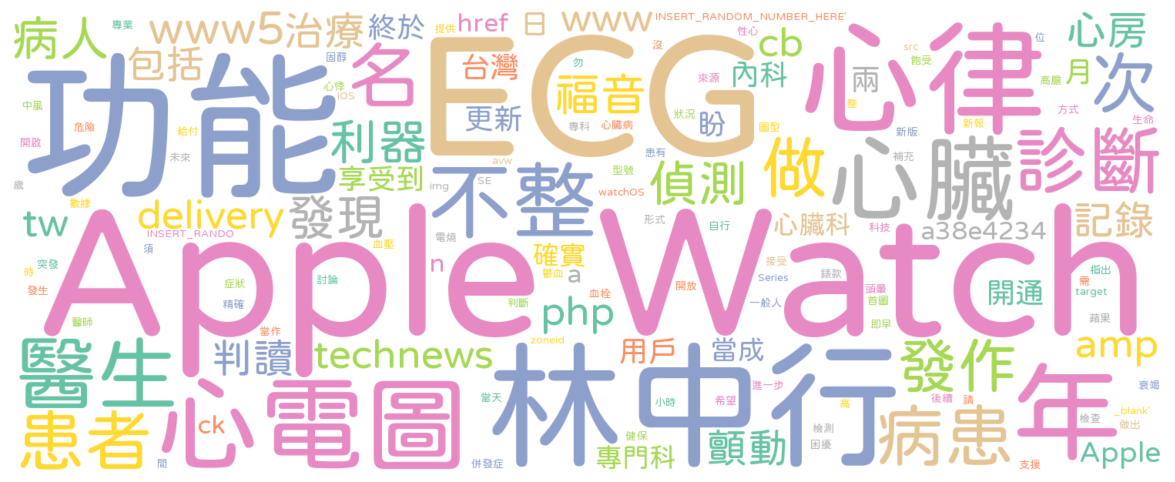 病人
www5治療
終於
提供
href
日
www
INSERT_RANDOM_NUMBER_HERE'
性心
cb
位
心房
專業
包括
固醇
名
台灣
ECG
勿
福音
沒
來源
內科
兩
心律
src
飽受
月
次
高膽
功能
心悸
iOS
更新
狀況
盼
整
方式
中風
危險
給付
利器
專科
心臟病
圖型
新版
新報
生命
開啟
未來
享受到
avw
患有
做
心臟
補充
診斷
歲
img
SE
不整
型號
偵測
watchOS
數據
發現
tw
delivery
INSERT_RANDO
形式
自行
心臟科
科技
a38e4234
記錄
電燒
須
血壓
確實
時
突發
Apple Watch
n
鬱血
a
接受
Series
錶款
頭暈
指出
需
target
發生
症狀
討論
精確
血栓
開放
一般人
首圖
開通
醫師
當作
判斷
php
即早
蘋果
醫生
判讀
technews
zoneid
用戶
當成
發作
amp
林中行
進一步
年
衰竭
患者
心電圖
ck
當天
小時
希望
高
後續
請
_blank'
做出
檢查
病患
檢測
困擾
間
併發症
健保
專門科
顫動
支援
Apple